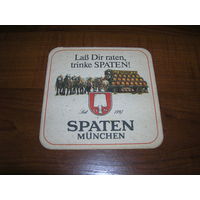 Laß Dir raten,
trinke SPATEN!
Seit 1397
SPATEN
MÜNCHEN